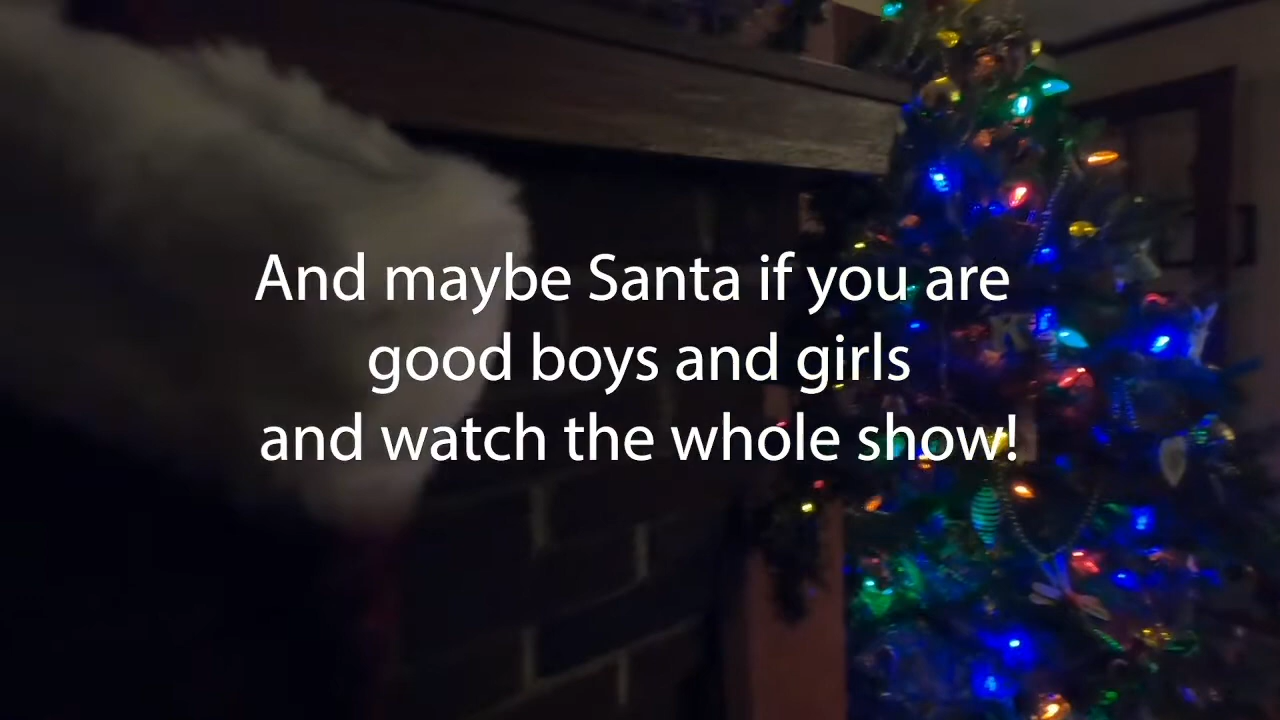 And maybe Santa if you are
good boys and girls
and watch the whole show!